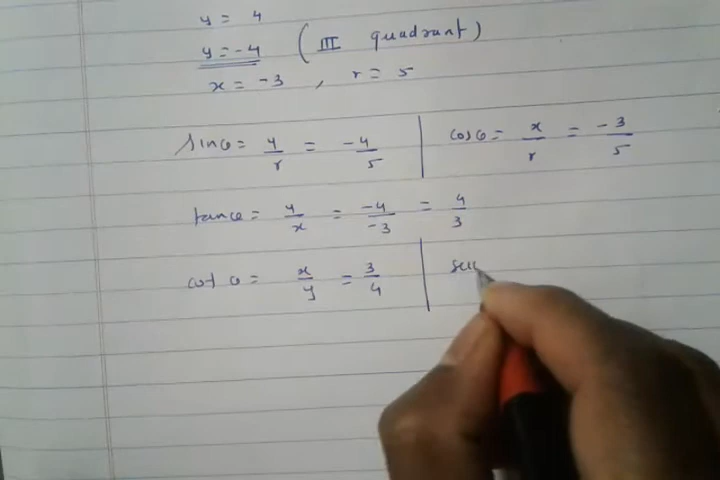 y = 4
y = -4 ( III quadrant )
x = -3 , r = 5
sinθ = y/r = -4/5 | cosθ = x/r = -3/5
tanθ = y/x = -4/-3 = 4/3
cot θ = x/y = 3/4 | sec